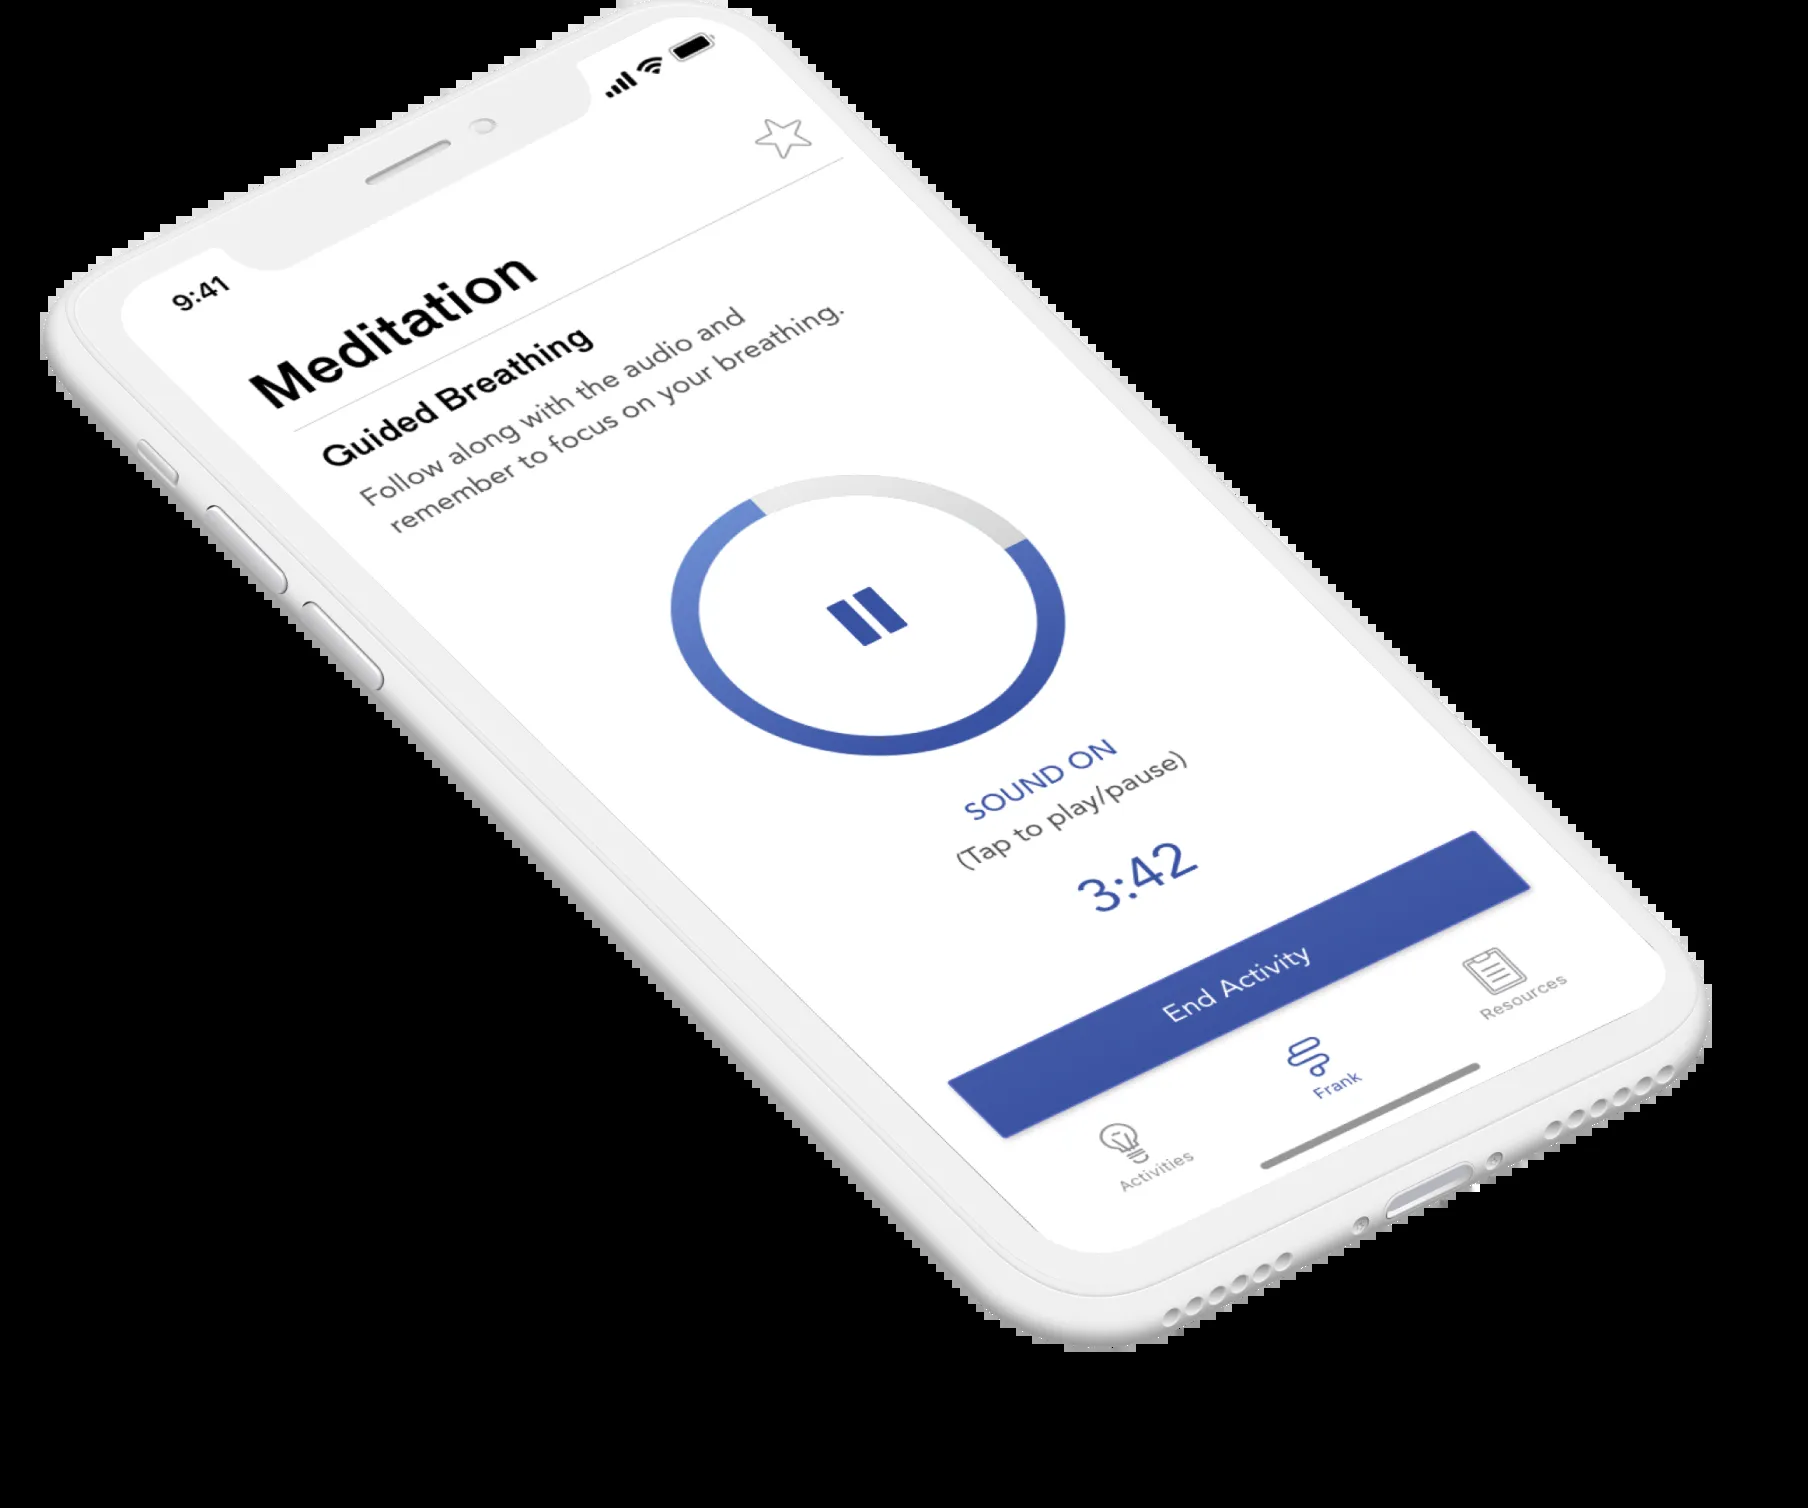 9:41
Meditation
Guided Breathing
Follow along with the audio and
remember to focus on your breathing.
SOUND ON
(Tap to play/pause)
3:42
End Activity
Activities
Frank
Resources